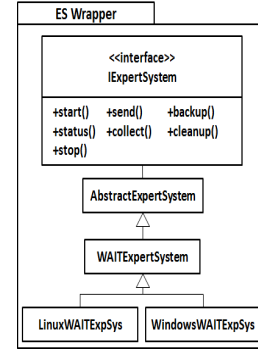 ES Wrapper
<<interface>>
IExpertSystem
+start() +send() +backup()
+status() +collect() +cleanup()
+stop()
AbstractExpertSystem
WAITExpertSystem
LinuxWAITExpSys WindowsWAITExpSys